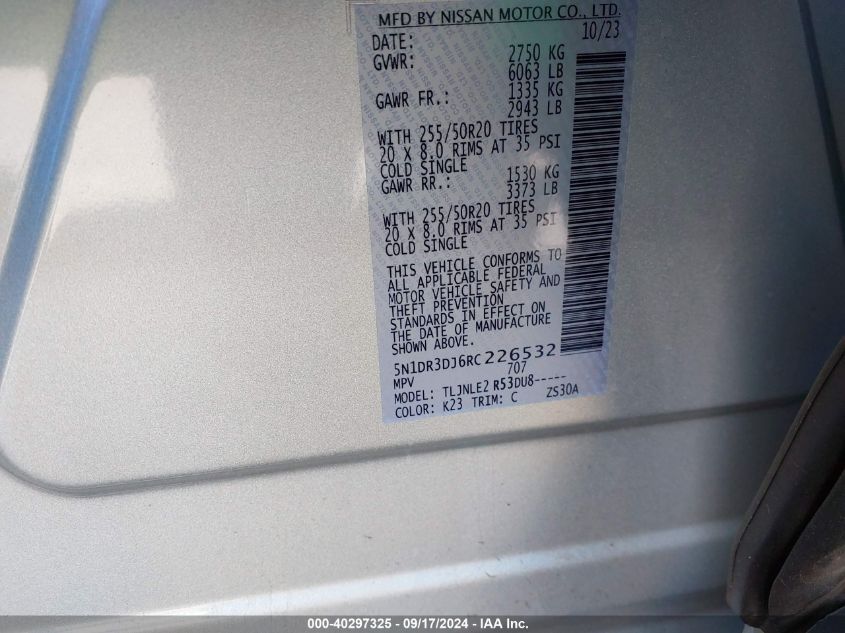 MFD BY NISSAN MOTOR CO., LTD.
DATE: 10/23
GVWR: 2750 KG
6063 LB
GAWR FR.: 1335 KG
2943 LB
WITH 255/50R20 TIRES
20 X 8.0 RIMS AT 35 PSI
COLD SINGLE
GAWR RR.: 1530 KG
3373 LB
WITH 255/50R20 TIRES
20 X 8.0 RIMS AT 35 PSI
COLD SINGLE
THIS VEHICLE CONFORMS TO
ALL APPLICABLE FEDERAL
MOTOR VEHICLE SAFETY AND
THEFT PREVENTION
STANDARDS IN EFFECT ON
THE DATE OF MANUFACTURE
SHOWN ABOVE.
5N1DR3DJ6RC226532
MPV 707
MODEL: TLJNLE2 R53DU8-----
COLOR: K23 TRIM: C ZS30A
000-40297325 - 09/17/2024 - IAA Inc.